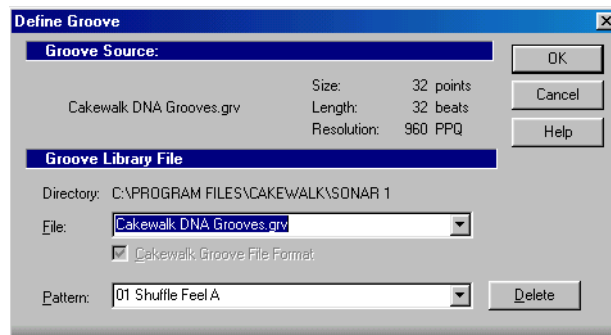 Define Groove
Groove Source:
OK
Size: 32 points
Cancel
Cakewalk DNA Grooves.grv
Length: 32 beats
Resolution: 960 PPQ
Help
Groove Library File
Directory: C:\PROGRAM FILES\CAKEWALK\SONAR 1
File: Cakewalk DNA Grooves.grv
Cakewalk Groove File Format
Pattern: 01 Shuffle Feel A
Delete